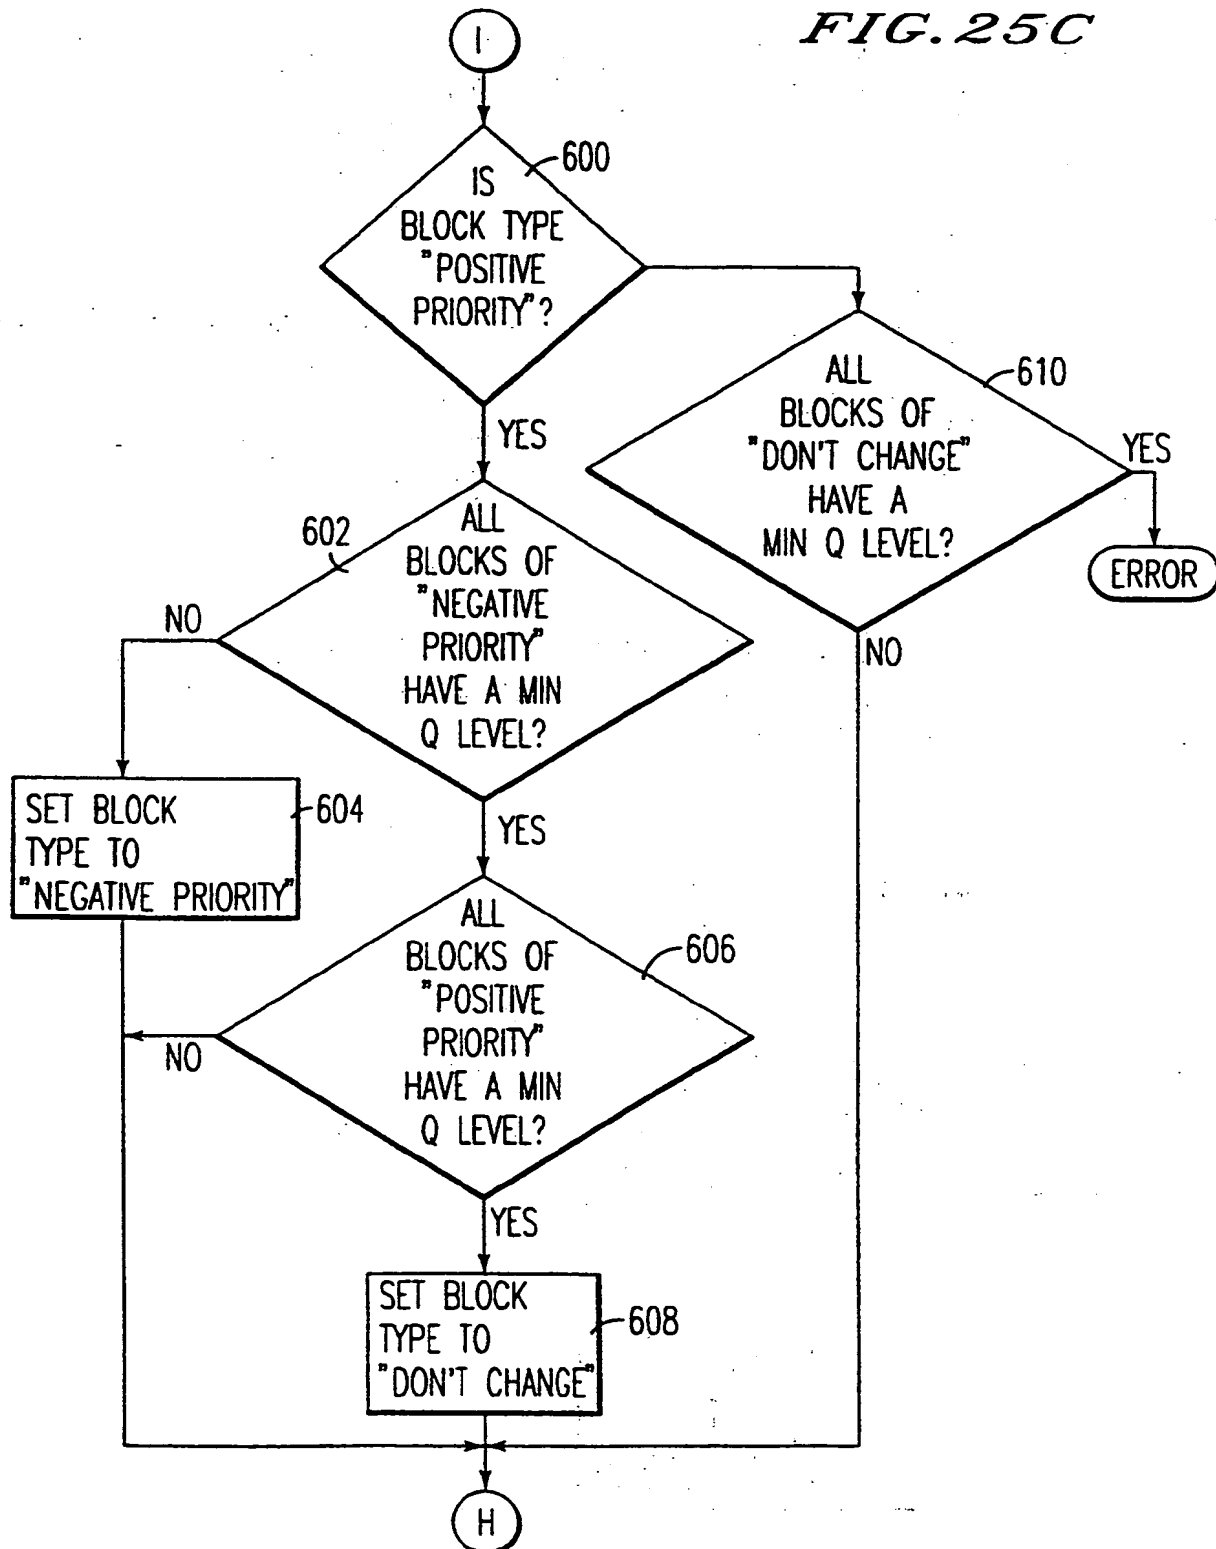 FIG. 25C
I
600
IS
BLOCK TYPE
"POSITIVE
PRIORITY"?
YES
610
ALL
BLOCKS OF
"DON'T CHANGE"
HAVE A
MIN Q LEVEL?
YES
ERROR
NO
602
ALL
BLOCKS OF
"NEGATIVE
PRIORITY"
HAVE A MIN
Q LEVEL?
NO
YES
SET BLOCK
TYPE TO
"NEGATIVE PRIORITY"
604
ALL
BLOCKS OF
"POSITIVE
PRIORITY"
HAVE A MIN
Q LEVEL?
606
NO
YES
SET BLOCK
TYPE TO
"DON'T CHANGE"
608
H